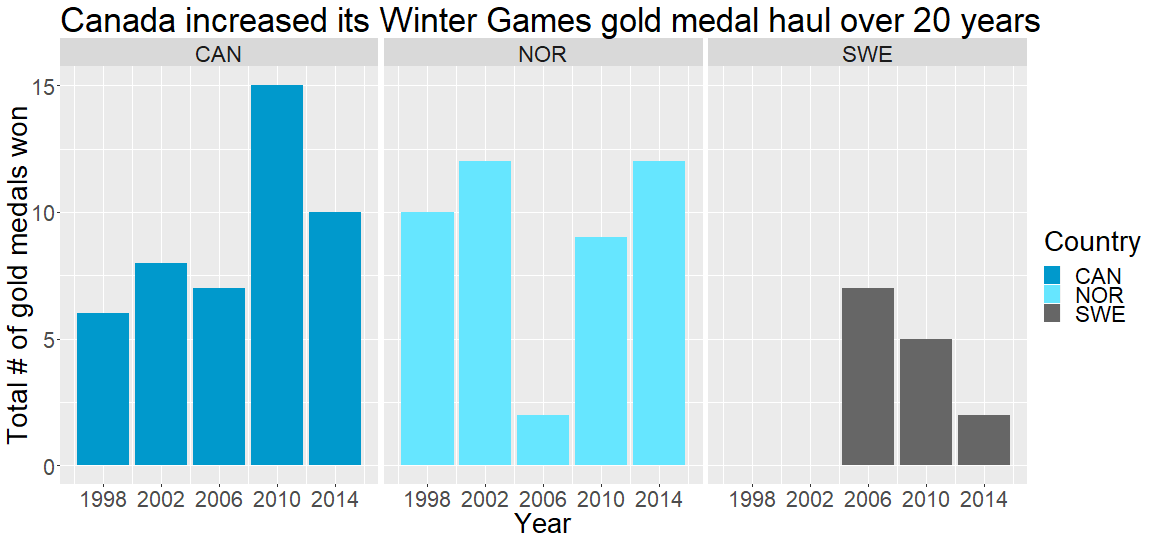 Canada increased its Winter Games gold medal haul over 20 years
CAN NOR SWE
Total # of gold medals won
15
10
5
0
1998 2002 2006 2010 2014 1998 2002 2006 2010 2014 1998 2002 2006 2010 2014
Year
Country
CAN
NOR
SWE